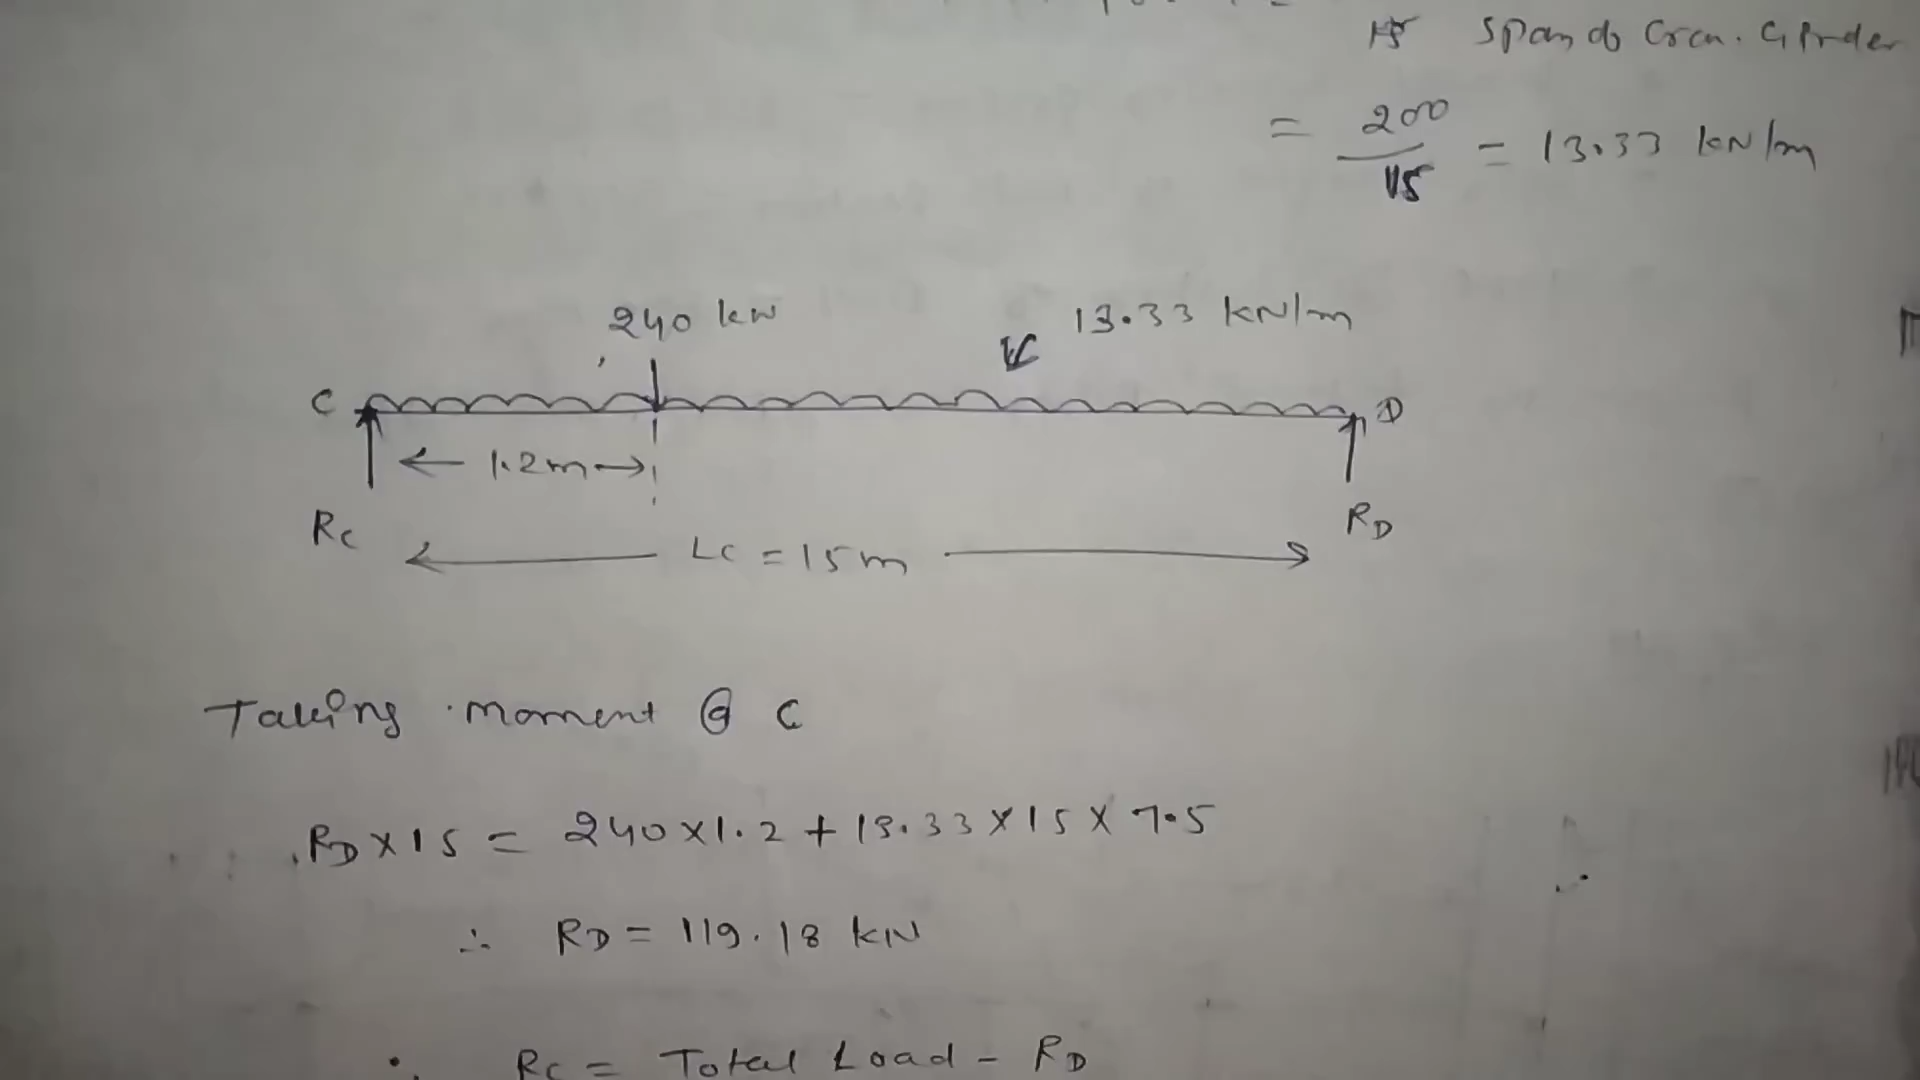 Span of Cran. Girder
= 200/15 = 13.33 kN/m
240 kN
13.33 kN/m
C
D
1.2m
RC
RD
LC = 15m
Taking moment @ C
RD x 15 = 240x1.2 + 13.33 x 15 x 7.5
∴ RD = 119.18 kN
∴ RC = Total Load - RD